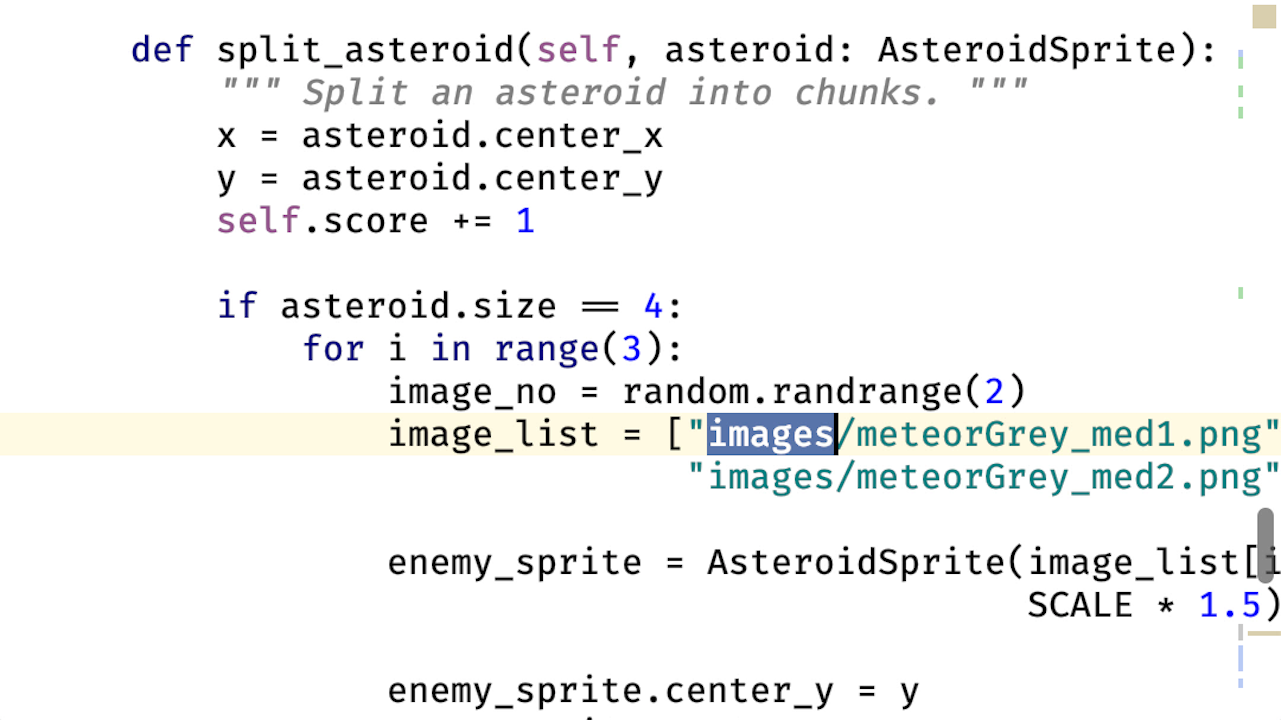 def split_asteroid(self, asteroid: AsteroidSprite):
""" Split an asteroid into chunks. """
x = asteroid.center_x
y = asteroid.center_y
self.score += 1
if asteroid.size == 4:
for i in range(3):
image_no = random.randrange(2)
image_list = ["images/meteorGrey_med1.png"
"images/meteorGrey_med2.png"
enemy_sprite = AsteroidSprite(image_list[i
SCALE * 1.5)
enemy_sprite.center_y = y